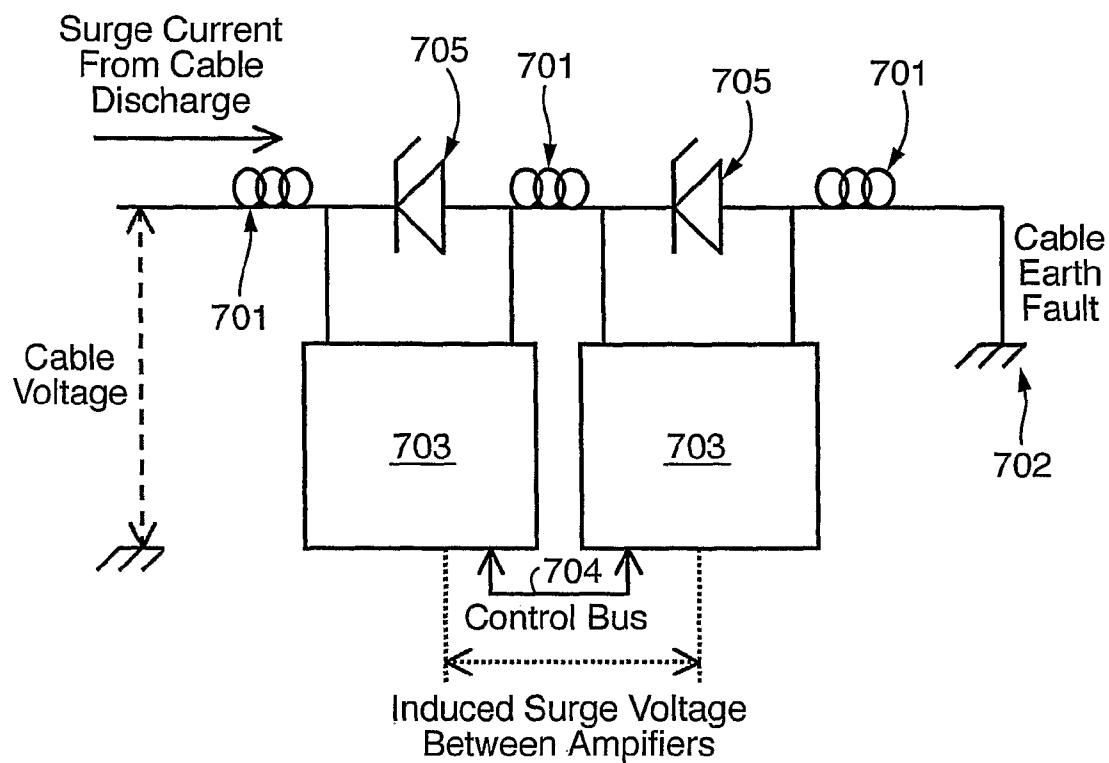 Surge Current
From Cable
Discharge
705
701
705
701
701
Cable
Earth
Fault
Cable
Voltage
703
703
702
704
Control Bus
Induced Surge Voltage
Between Ampifiers